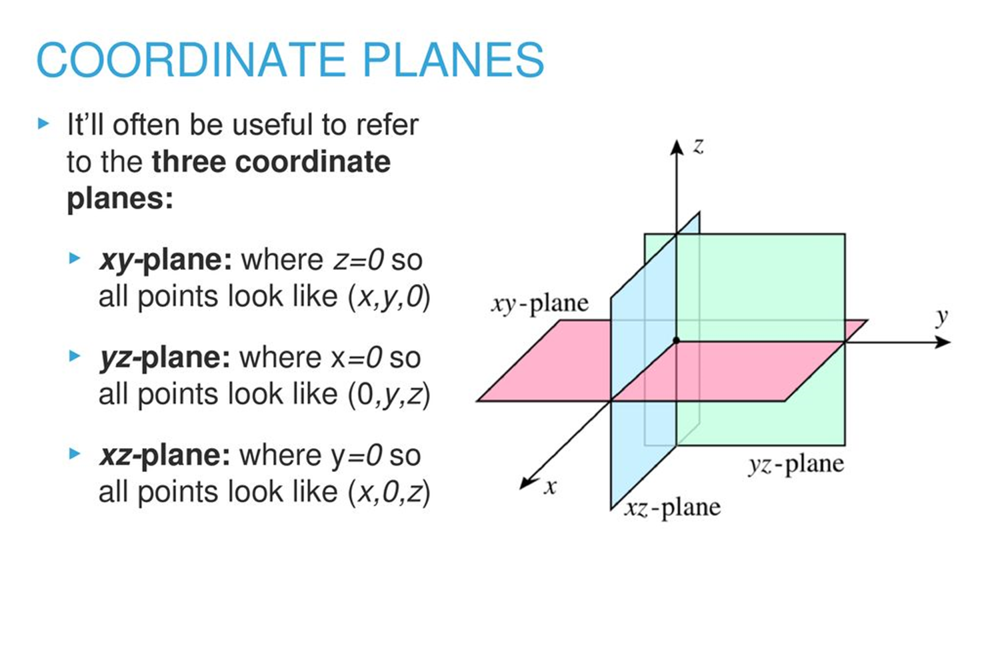 COORDINATE PLANES
It’ll often be useful to refer
to the three coordinate
planes:
xy-plane: where z=0 so
all points look like (x,y,0)
yz-plane: where x=0 so
all points look like (0,y,z)
xz-plane: where y=0 so
all points look like (x,0,z)
z
xy-plane
y
x
yz-plane
xz-plane